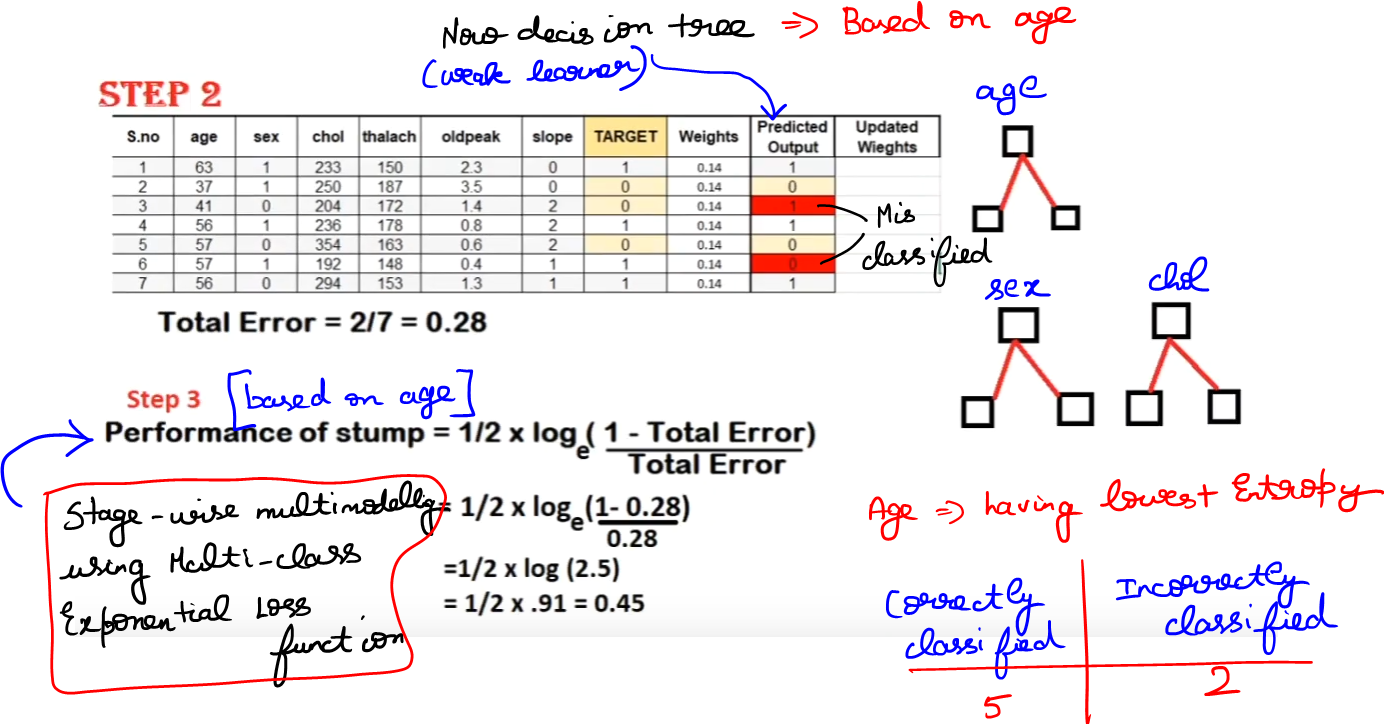 Now decision tree => Based on age
(weak learner)
STEP 2
S.no age sex chol thalach oldpeak slope TARGET Weights Predicted Output Updated Wieghts
1 63 1 233 150 2.3 0 1 0.14 1
2 37 1 250 187 3.5 0 0 0.14 0
3 41 0 204 172 1.4 2 0 0.14 1
4 56 1 236 178 0.8 2 1 0.14 1
5 57 0 354 163 0.6 2 0 0.14 0
6 57 1 192 148 0.4 1 1 0.14 0
7 56 0 294 153 1.3 1 1 0.14 1
Mis
classified
Total Error = 2/7 = 0.28
age
sex
chol
Step 3 [based on age]
Performance of stump = 1/2 x loge( 1 - Total Error)
Total Error
= 1/2 x loge(1- 0.28)
0.28
=1/2 x log (2.5)
= 1/2 x .91 = 0.45
Stage-wise multimodellig
using Multi-class
Exponential Loss
function
Age => having lowest Entropy
Correctly
classified
Incorrectly
classified
5
2